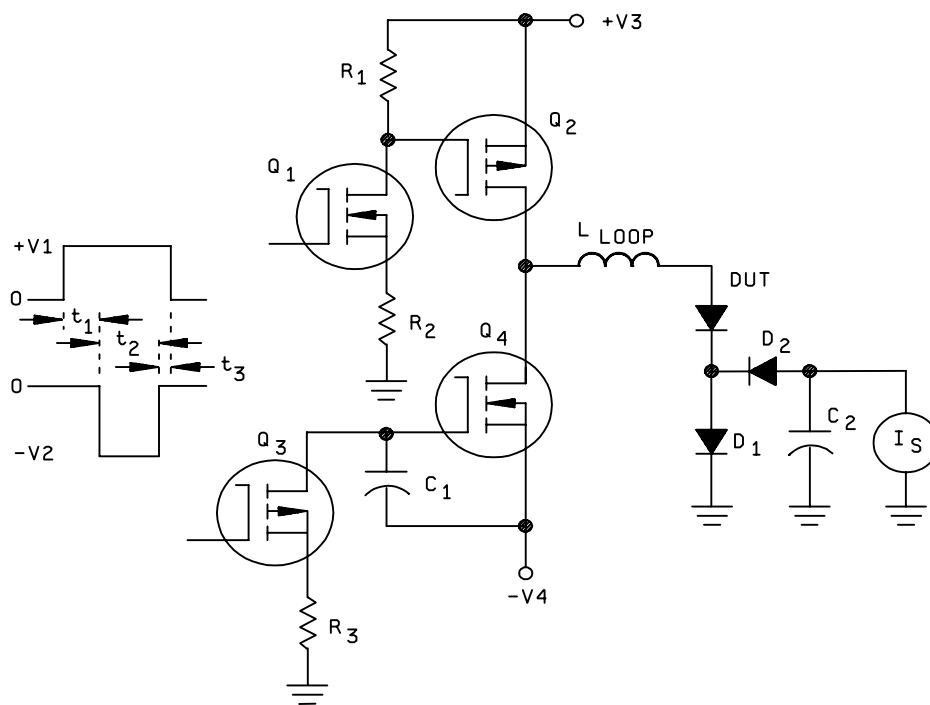 +V3
R1
Q2
Q1
L LOOP
+V1
DUT
0
t1
R2
Q4
t2
D2
t3
0
C2
Q3
D1
IS
-V2
C1
-V4
R3